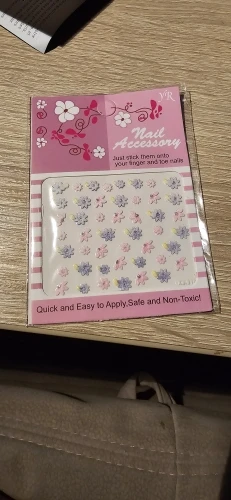 YR
Nail
Accessory
Just stick them onto
your finger and toe nails
Quick and Easy to Apply,Safe and Non-Toxic!